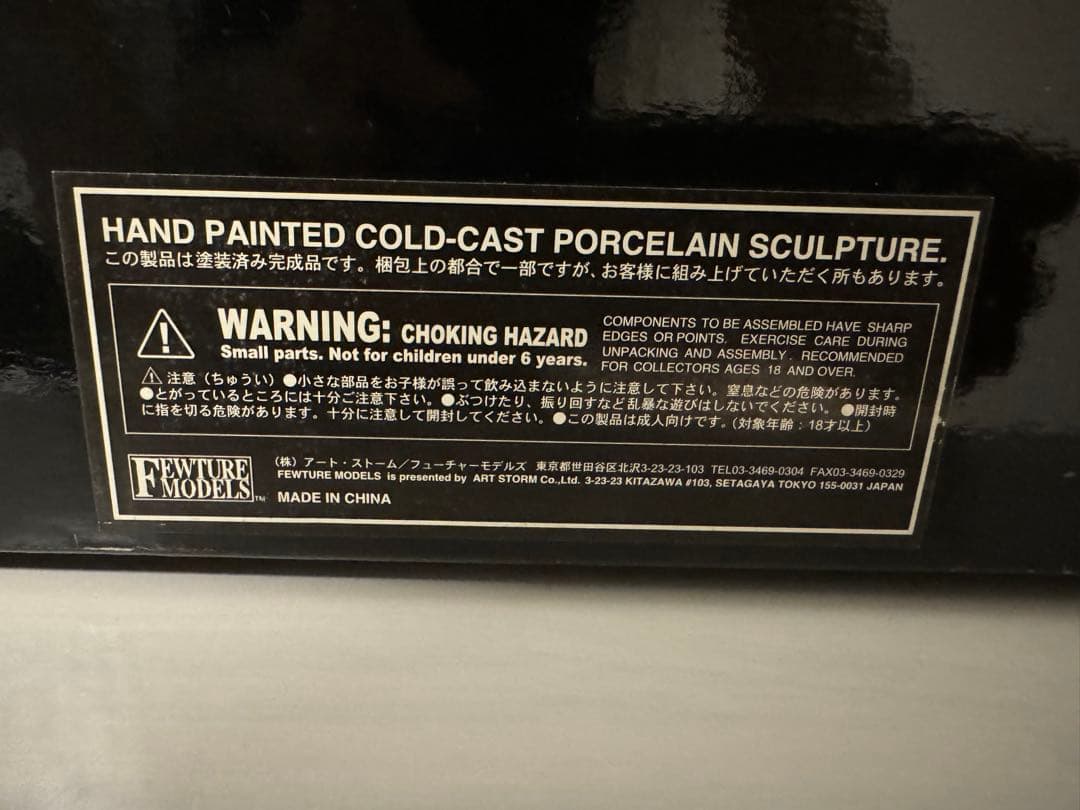 HAND PAINTED COLD-CAST PORCELAIN SCULPTURE.
この製品は塗装済み完成品です。梱包上の都合で一部ですが、お客様に組み上げていただく所もあります。
WARNING: CHOKING HAZARD
Small parts. Not for children under 6 years.
COMPONENTS TO BE ASSEMBLED HAVE SHARP
EDGES OR POINTS. EXERCISE CARE DURING
UNPACKING AND ASSEMBLY. RECOMMENDED
FOR COLLECTORS AGES 18 AND OVER.
⚠ 注意（ちゅうい）●小さな部品をお子様が誤って飲み込まないように注意して下さい。窒息などの危険があります。
●とがっているところには十分ご注意下さい。●ぶつけたり、振り回すなど乱暴な遊びはしないでください。●開封時
に指を切る危険があります。十分に注意して開封してください。●この製品は成人向けです。（対象年齢：18才以上）
FEWTURE
MODELS TM
（株）アート・ストーム／フューチャーモデルズ 東京都世田谷区北沢3-23-23-103 TEL03-3469-0304 FAX03-3469-0329
FEWTURE MODELS is presented by ART STORM Co.,Ltd. 3-23-23 KITAZAWA #103, SETAGAYA TOKYO 155-0031 JAPAN
MADE IN CHINA